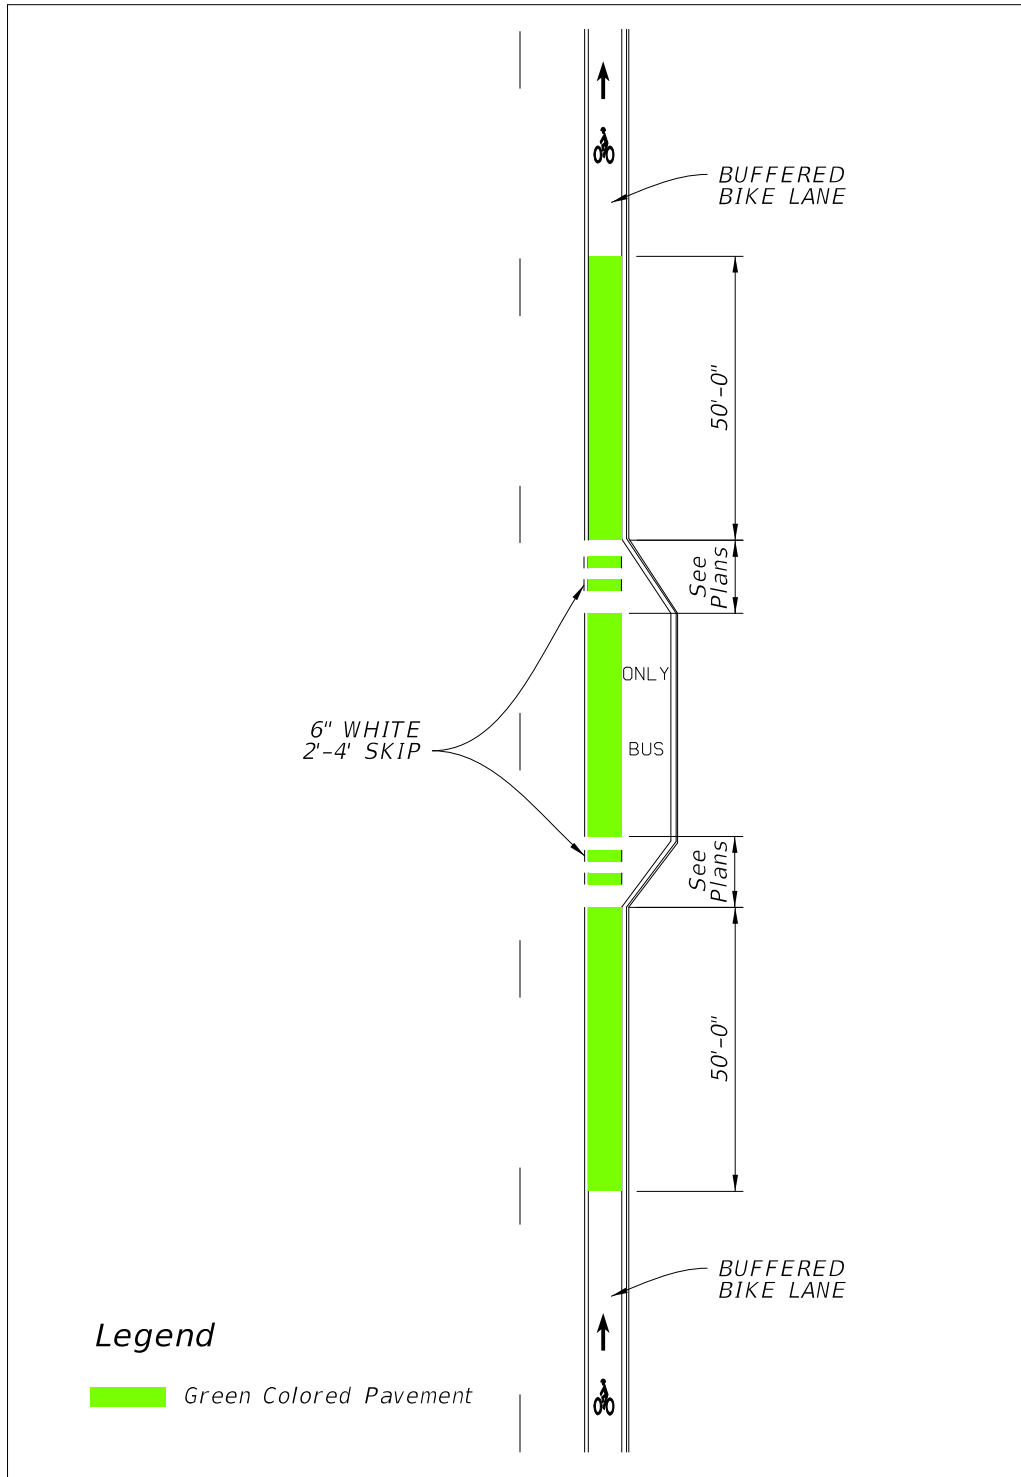 BUFFERED
BIKE LANE
50'-0"
See
Plans
ONLY
6" WHITE
2'-4' SKIP
BUS
See
Plans
50'-0"
BUFFERED
BIKE LANE
Legend
Green Colored Pavement